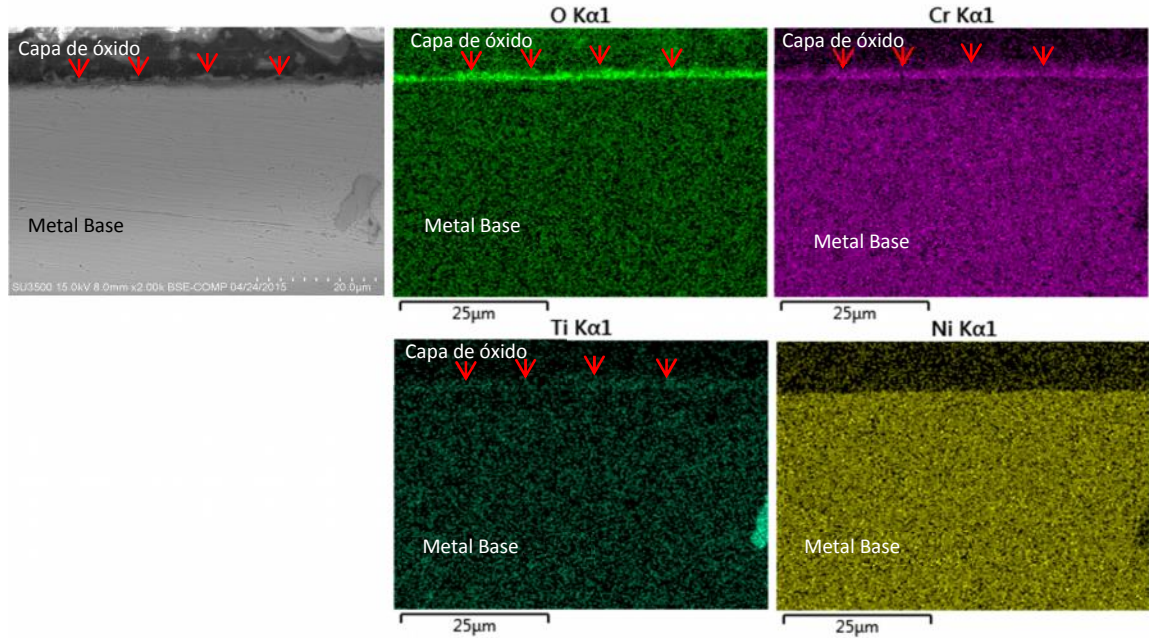 O Kα1
Cr Kα1
Capa de óxido
Capa de óxido
Capa de óxido
Metal Base
Metal Base
Metal Base
SU3500 15.0kV 8.0mm x2.00k BSE-COMP 04/24/2015
20.0µm
25µm
25µm
Ti Kα1
Ni Kα1
Capa de óxido
Metal Base
Metal Base
25µm
25µm